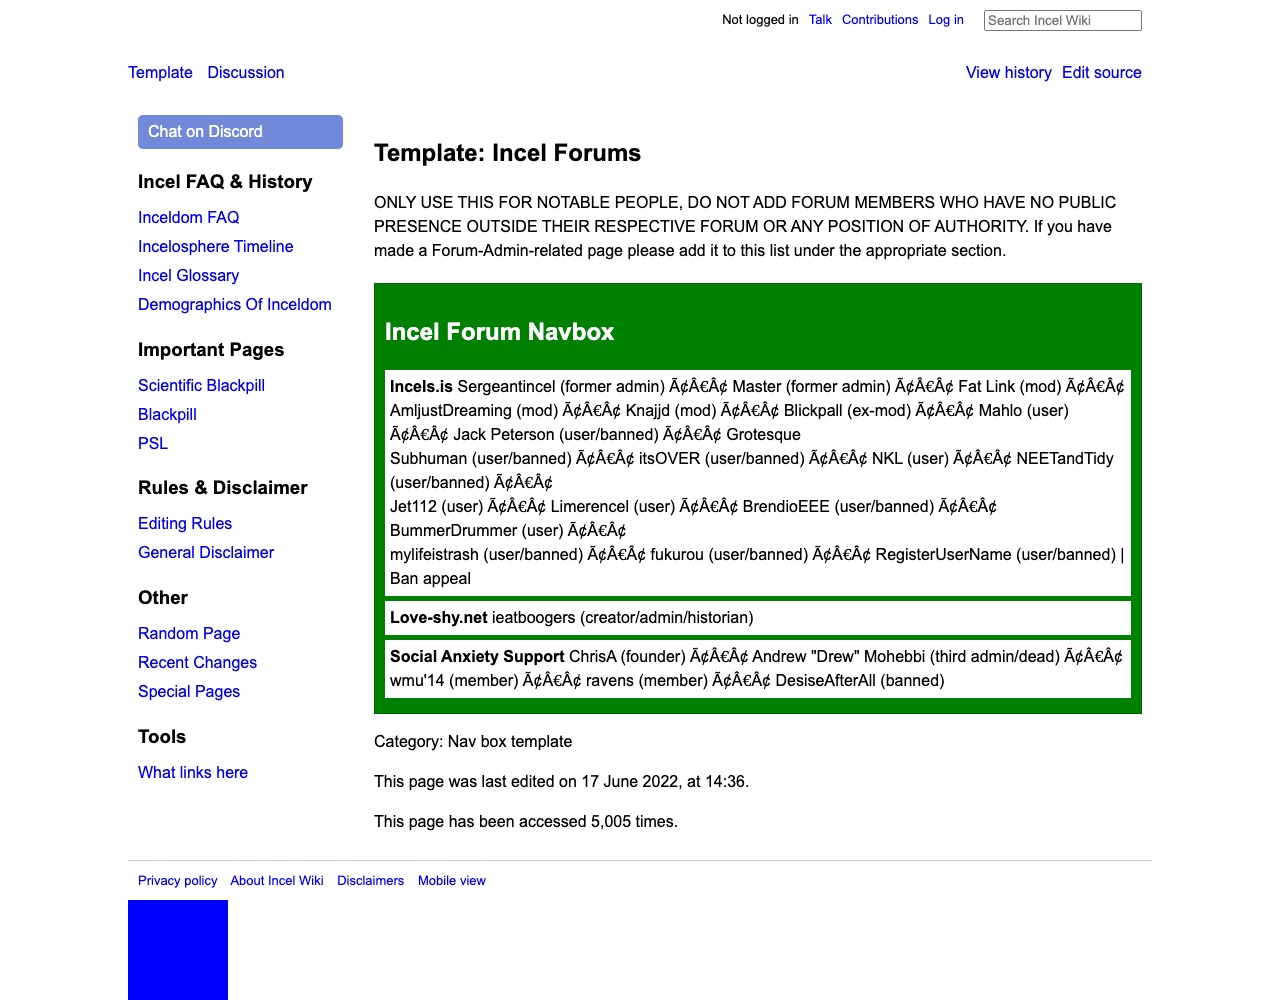 Not logged in Talk Contributions Log in Search Incel Wiki
Template Discussion View history Edit source
Chat on Discord
Incel FAQ & History
Inceldom FAQ
Incelosphere Timeline
Incel Glossary
Demographics Of Inceldom
Important Pages
Scientific Blackpill
Blackpill
PSL
Rules & Disclaimer
Editing Rules
General Disclaimer
Other
Random Page
Recent Changes
Special Pages
Tools
What links here
Template: Incel Forums
ONLY USE THIS FOR NOTABLE PEOPLE, DO NOT ADD FORUM MEMBERS WHO HAVE NO PUBLIC
PRESENCE OUTSIDE THEIR RESPECTIVE FORUM OR ANY POSITION OF AUTHORITY. If you have
made a Forum-Admin-related page please add it to this list under the appropriate section.
Incel Forum Navbox
Incels.is Sergeantincel (former admin) Ã¢Â€Â¢ Master (former admin) Ã¢Â€Â¢ Fat Link (mod) Ã¢Â€Â¢
AmljustDreaming (mod) Ã¢Â€Â¢ Knajjd (mod) Ã¢Â€Â¢ Blickpall (ex-mod) Ã¢Â€Â¢ Mahlo (user)
Ã¢Â€Â¢ Jack Peterson (user/banned) Ã¢Â€Â¢ Grotesque
Subhuman (user/banned) Ã¢Â€Â¢ itsOVER (user/banned) Ã¢Â€Â¢ NKL (user) Ã¢Â€Â¢ NEETandTidy
(user/banned) Ã¢Â€Â¢
Jet112 (user) Ã¢Â€Â¢ Limerencel (user) Ã¢Â€Â¢ BrendioEEE (user/banned) Ã¢Â€Â¢
BummerDrummer (user) Ã¢Â€Â¢
mylifeistrash (user/banned) Ã¢Â€Â¢ fukurou (user/banned) Ã¢Â€Â¢ RegisterUserName (user/banned) |
Ban appeal
Love-shy.net ieatboogers (creator/admin/historian)
Social Anxiety Support ChrisA (founder) Ã¢Â€Â¢ Andrew "Drew" Mohebbi (third admin/dead) Ã¢Â€Â¢
wmu'14 (member) Ã¢Â€Â¢ ravens (member) Ã¢Â€Â¢ DesiseAfterAll (banned)
Category: Nav box template
This page was last edited on 17 June 2022, at 14:36.
This page has been accessed 5,005 times.
Privacy policy About Incel Wiki Disclaimers Mobile view